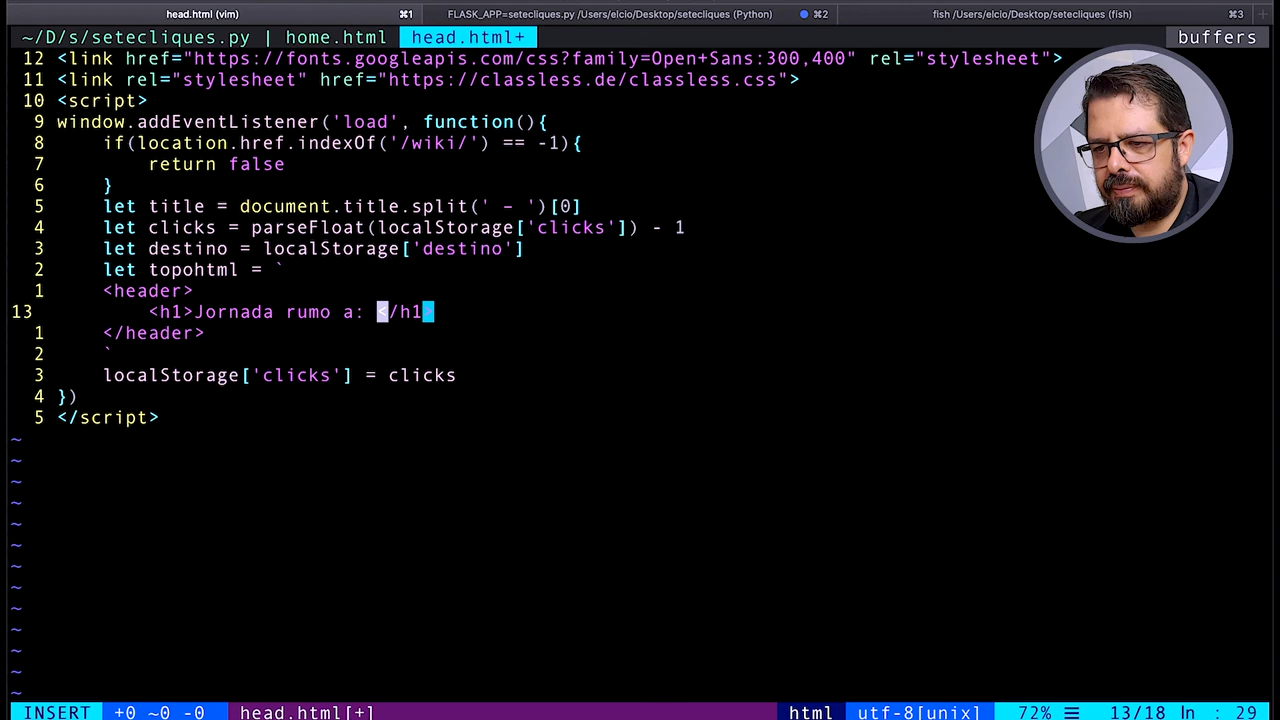 head.html (vim) ⌘1 FLASK_APP=setecliques.py /Users/elcio/Desktop/setecliques (Python) ⌘2 fish /Users/elcio/Desktop/setecliques (fish) ⌘3 +
~/D/s/setecliques.py | home.html head.html+ buffers
12 <link href="https://fonts.googleapis.com/css?family=Open+Sans:300,400" rel="stylesheet">
11 <link rel="stylesheet" href="https://classless.de/classless.css">
10 <script>
9 window.addEventListener('load', function(){
8 if(location.href.indexOf('/wiki/') == -1){
7 return false
6 }
5 let title = document.title.split(' – ')[0]
4 let clicks = parseFloat(localStorage['clicks']) - 1
3 let destino = localStorage['destino']
2 let topohtml = `
1 <header>
13 <h1>Jornada rumo a: </h1>
1 </header>
2 `
3 localStorage['clicks'] = clicks
4 })
5 </script>
~
~
~
~
~
~
~
~
~
~
~
~
~
INSERT +0 ~0 -0 head.html[+] html utf-8[unix] 72% ☰ 13/18 ln : 29